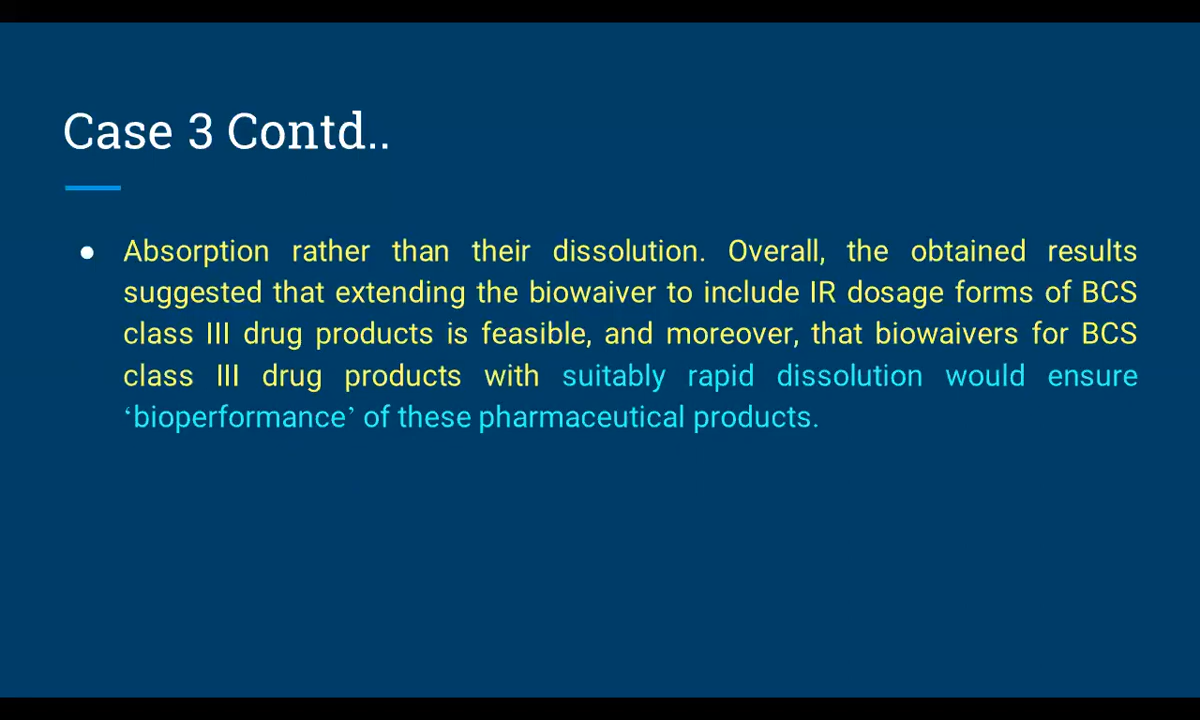 Case 3 Contd..
● Absorption rather than their dissolution. Overall, the obtained results
suggested that extending the biowaiver to include IR dosage forms of BCS
class III drug products is feasible, and moreover, that biowaivers for BCS
class III drug products with suitably rapid dissolution would ensure
‘bioperformance’ of these pharmaceutical products.